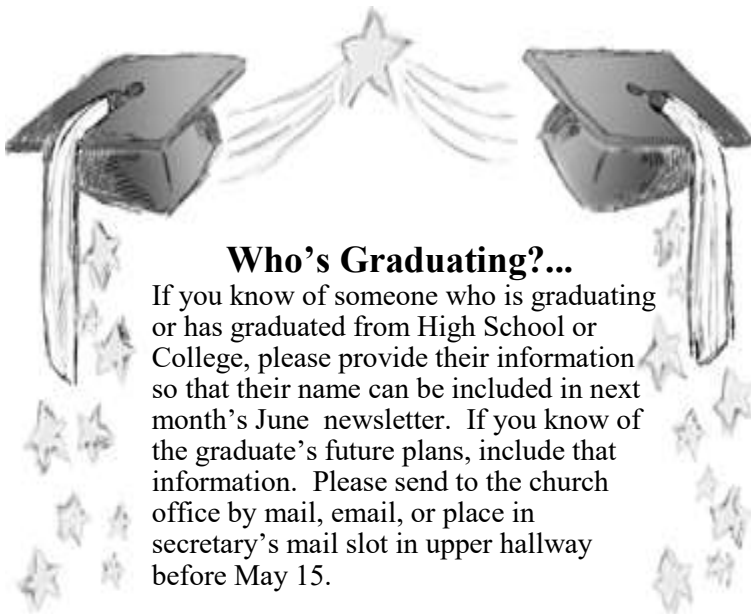 Who’s Graduating?...
If you know of someone who is graduating
or has graduated from High School or
College, please provide their information
so that their name can be included in next
month’s June  newsletter.  If you know of
the graduate’s future plans, include that
information.  Please send to the church
office by mail, email, or place in
secretary’s mail slot in upper hallway
before May 15.